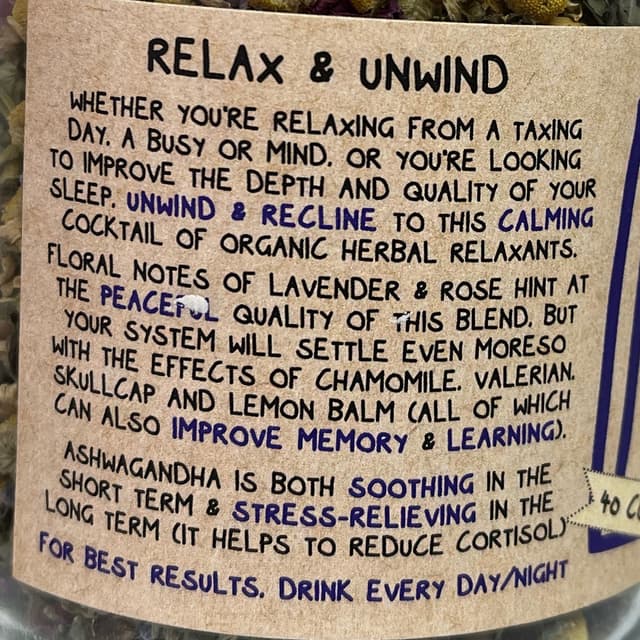 RELAX & UNWIND
WHETHER YOU'RE RELAXING FROM A TAXING
DAY, A BUSY OR MIND, OR YOU'RE LOOKING
TO IMPROVE THE DEPTH AND QUALITY OF YOUR
SLEEP, UNWIND & RECLINE TO THIS CALMING
COCKTAIL OF ORGANIC HERBAL RELAXANTS.
FLORAL NOTES OF LAVENDER & ROSE HINT AT
THE PEACEFUL QUALITY OF THIS BLEND, BUT
YOUR SYSTEM WILL SETTLE EVEN MORESO
WITH THE EFFECTS OF CHAMOMILE, VALERIAN,
SKULLCAP AND LEMON BALM (ALL OF WHICH
CAN ALSO IMPROVE MEMORY & LEARNING).
ASHWAGANDHA IS BOTH SOOTHING IN THE
SHORT TERM & STRESS-RELIEVING IN THE
LONG TERM (IT HELPS TO REDUCE CORTISOL)
FOR BEST RESULTS, DRINK EVERY DAY/NIGHT
40